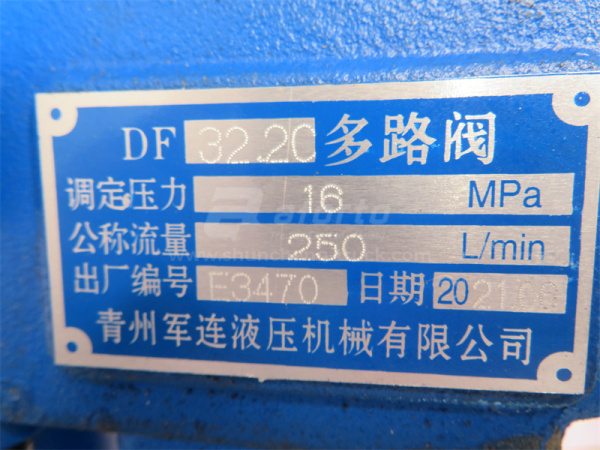 DF 32.20 多路阀
调定压力 16 MPa
公称流量 250 L/min
出厂编号 E3470 日期 202108
青州军连液压机械有限公司